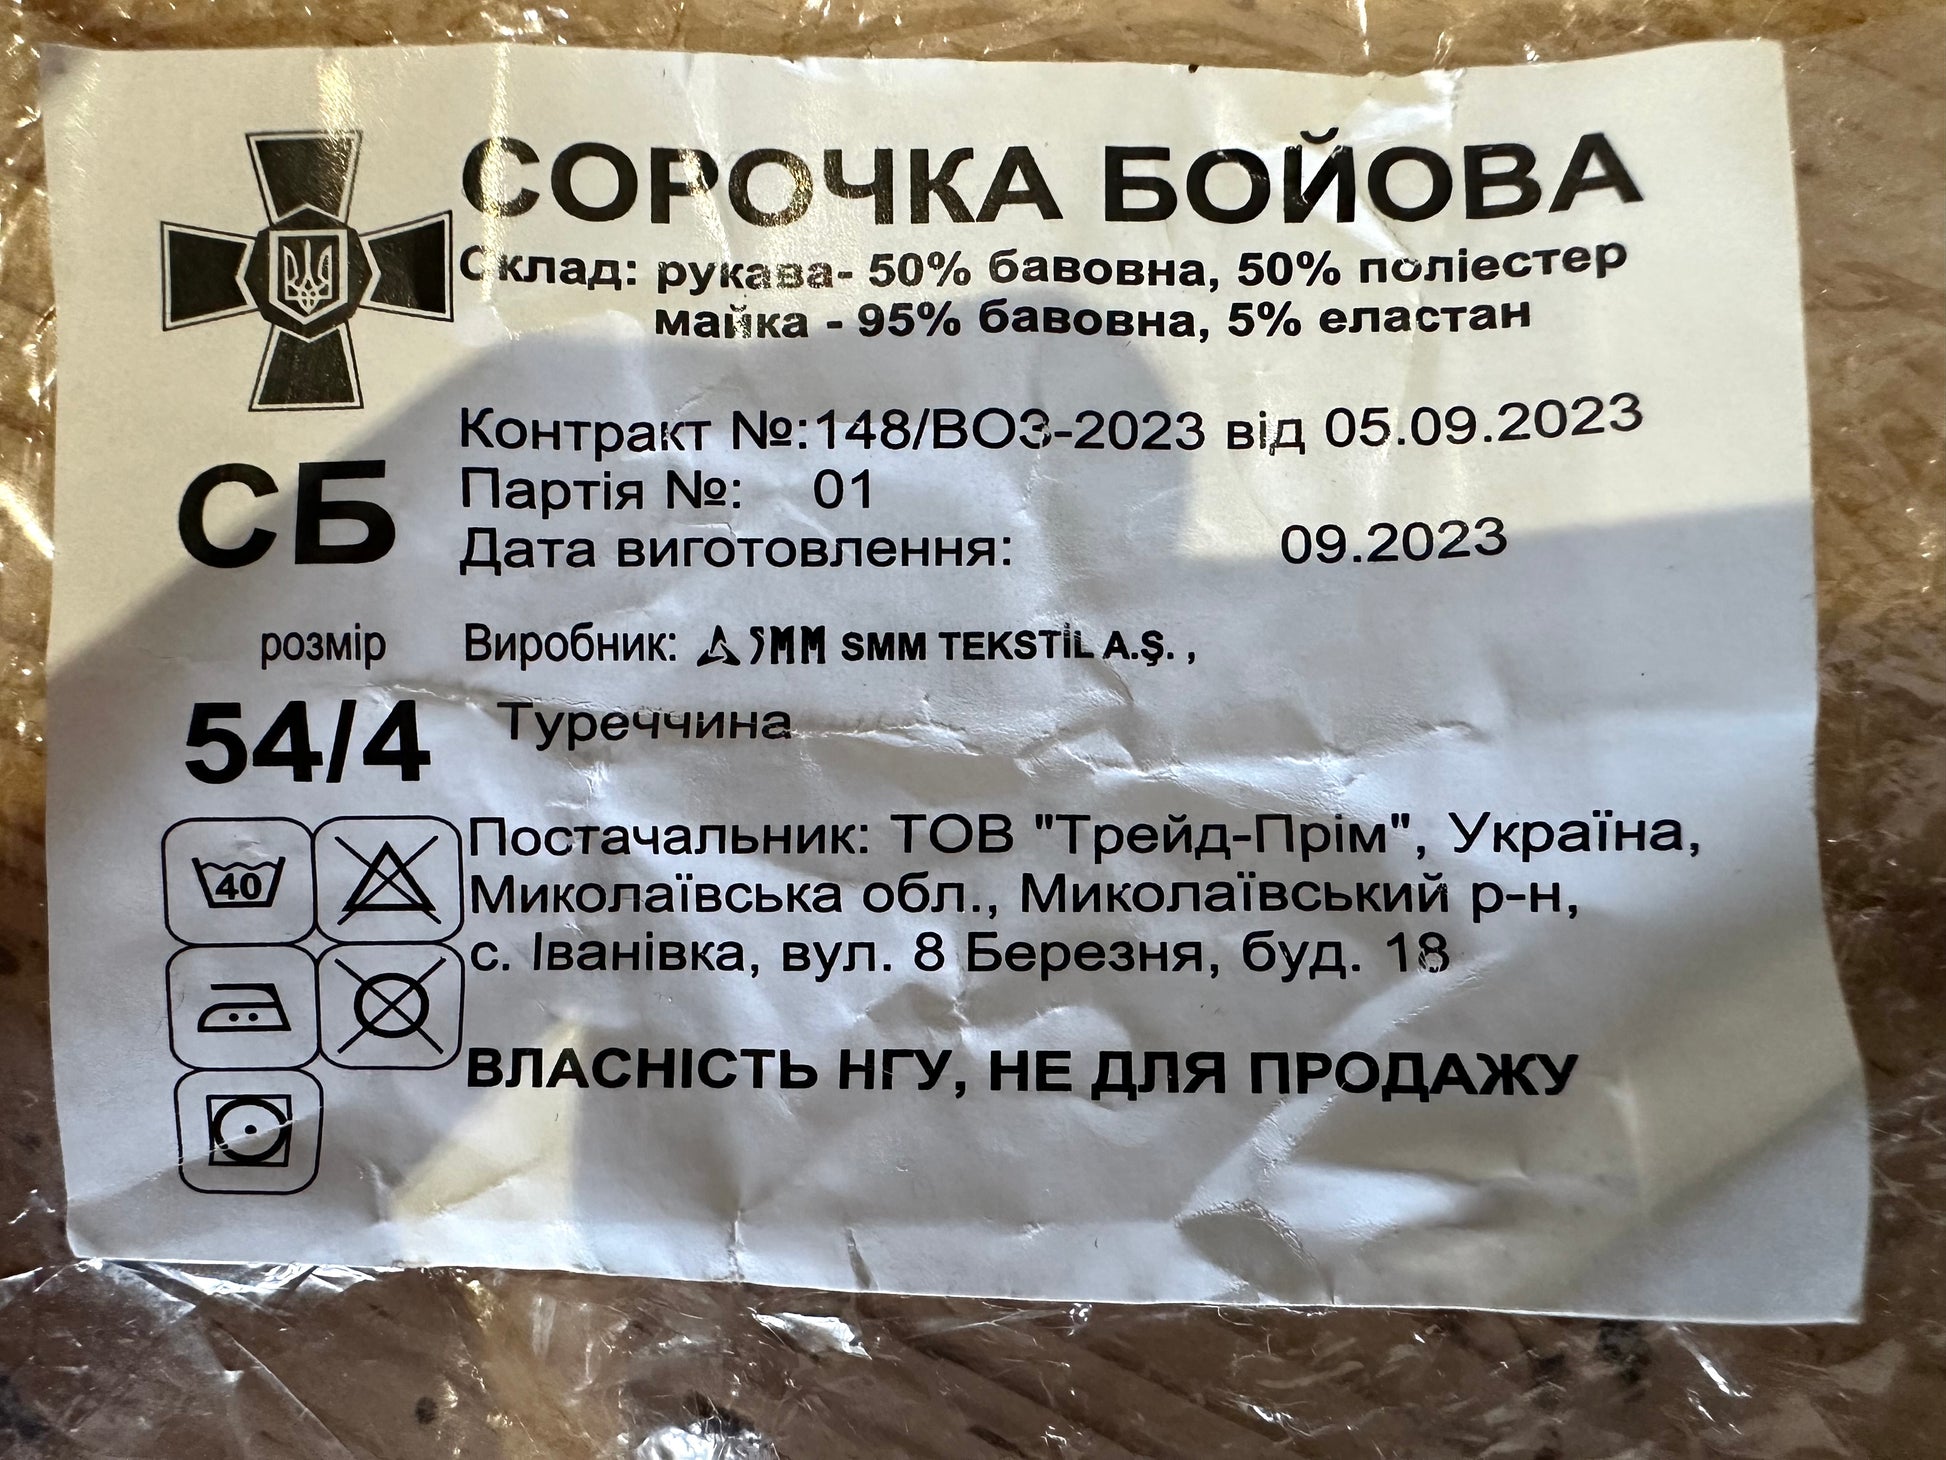 СОРОЧКА БОЙОВА
Склад: рукава- 50% бавовна, 50% поліестер
майка - 95% бавовна, 5% еластан
Контракт №:148/ВОЗ-2023 від 05.09.2023
СБ
Партія №: 01
Дата виготовлення: 09.2023
розмір
54/4
Виробник: SMM SMM TEKSTİL A.Ş. ,
Туреччина
Постачальник: ТОВ "Трейд-Прім", Україна,
Миколаївська обл., Миколаївський р-н,
с. Іванівка, вул. 8 Березня, буд. 18
40
ВЛАСНІСТЬ НГУ, НЕ ДЛЯ ПРОДАЖУ